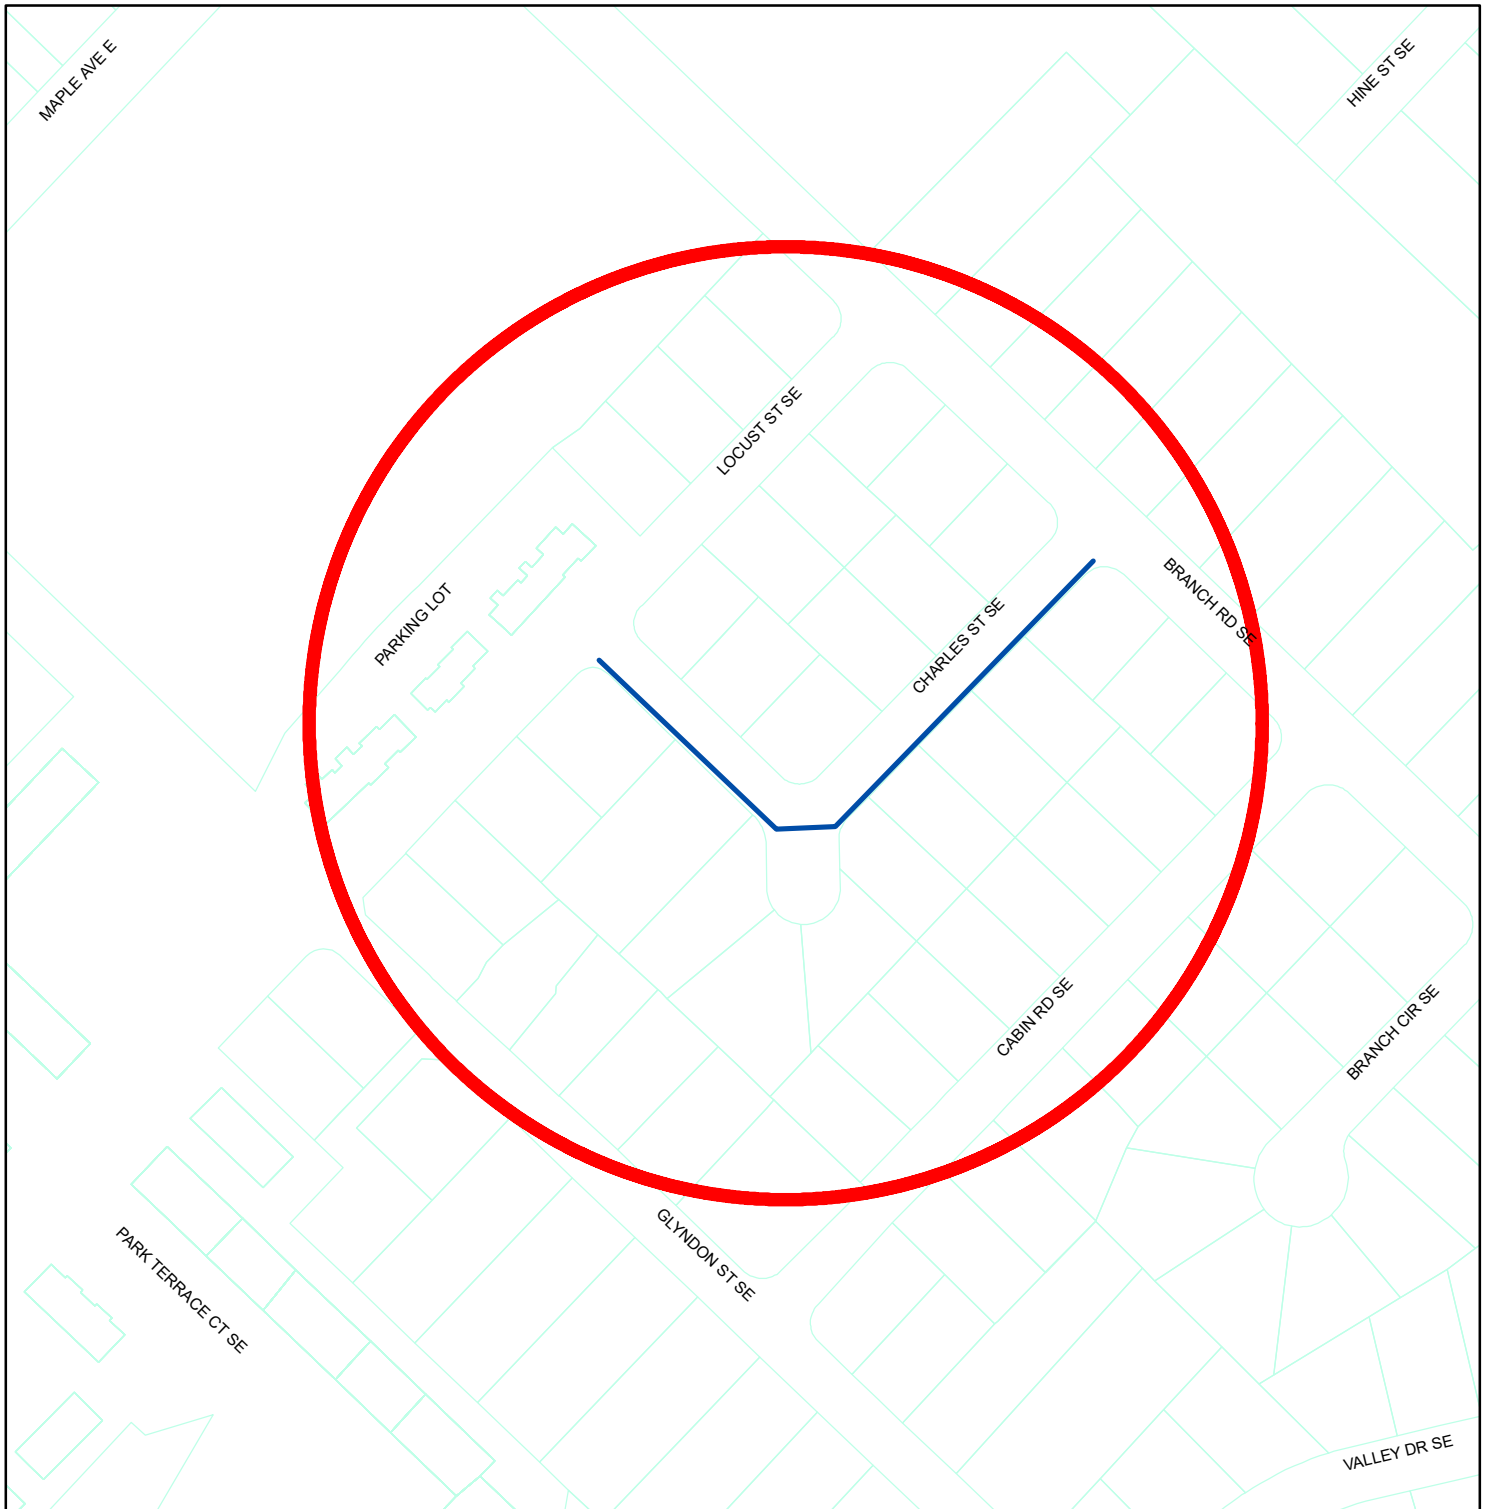 MAPLE AVE E
HINE ST SE
LOCUST ST SE
PARKING LOT
CHARLES ST SE
BRANCH RD SE
CABIN RD SE
BRANCH CIR SE
GLYNDON ST SE
PARK TERRACE CT SE
VALLEY DR SE